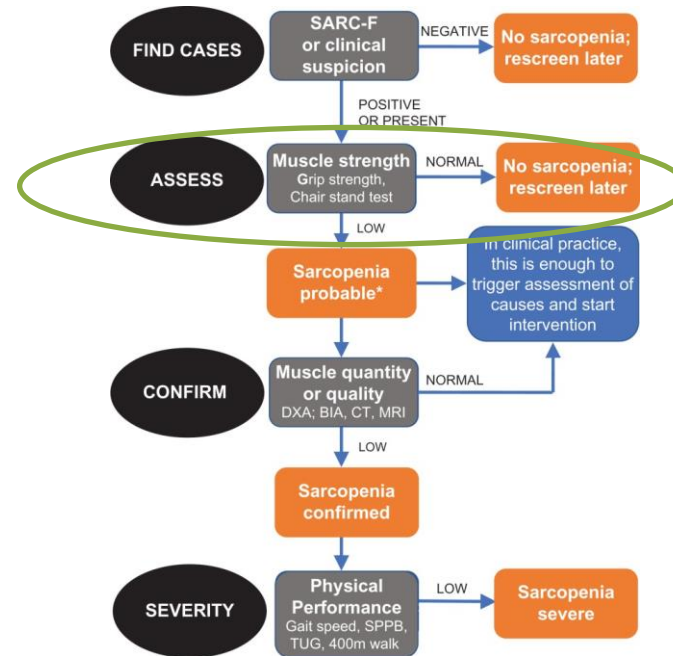 FIND CASES
SARC-F
or clinical
suspicion
NEGATIVE
No sarcopenia;
rescreen later
POSITIVE
OR PRESENT
ASSESS
Muscle strength
Grip strength,
Chair stand test
NORMAL
No sarcopenia;
rescreen later
LOW
Sarcopenia
probable*
In clinical practice,
this is enough to
trigger assessment of
causes and start
intervention
CONFIRM
Muscle quantity
or quality
DXA; BIA, CT, MRI
NORMAL
LOW
Sarcopenia
confirmed
SEVERITY
Physical
Performance
Gait speed, SPPB,
TUG, 400m walk
LOW
Sarcopenia
severe